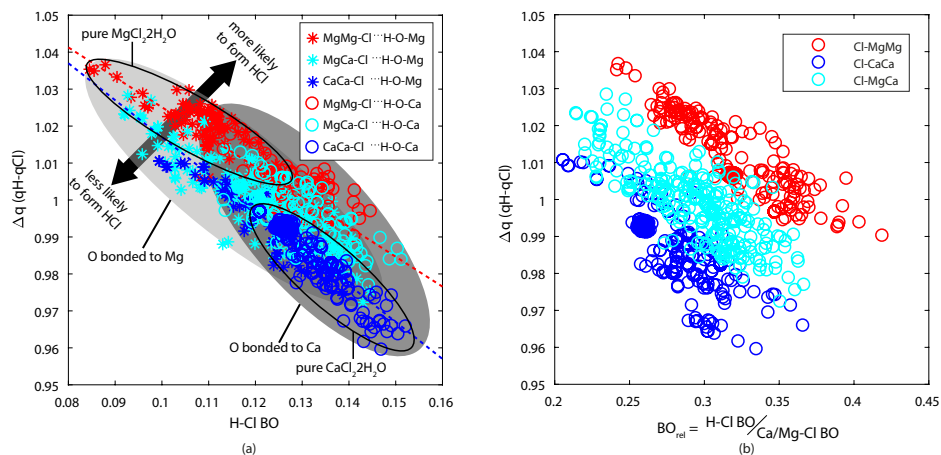 (a)
1.05
1.04
1.03
1.02
1.01
1
0.99
0.98
0.97
0.96
0.95
Δq (qH-qCl)
0.08
0.09
0.10
0.11
0.12
0.13
0.14
0.15
0.16
H-Cl BO
pure MgCl₂2H₂O
more likely
to form HCl
less likely
to form HCl
O bonded to Mg
O bonded to Ca
pure CaCl₂2H₂O
MgMg-Cl ··· H-O-Mg
MgCa-Cl ··· H-O-Mg
CaCa-Cl ··· H-O-Mg
MgMg-Cl ··· H-O-Ca
MgCa-Cl ··· H-O-Ca
CaCa-Cl ··· H-O-Ca
(a)
(b)
1.05
1.04
1.03
1.02
1.01
1
0.99
0.98
0.97
0.96
0.95
Δq (qH-qCl)
0.2
0.25
0.3
0.35
0.4
0.45
BOrel = H-Cl BO/Ca/Mg-Cl BO
Cl-MgMg
Cl-CaCa
Cl-MgCa
(b)